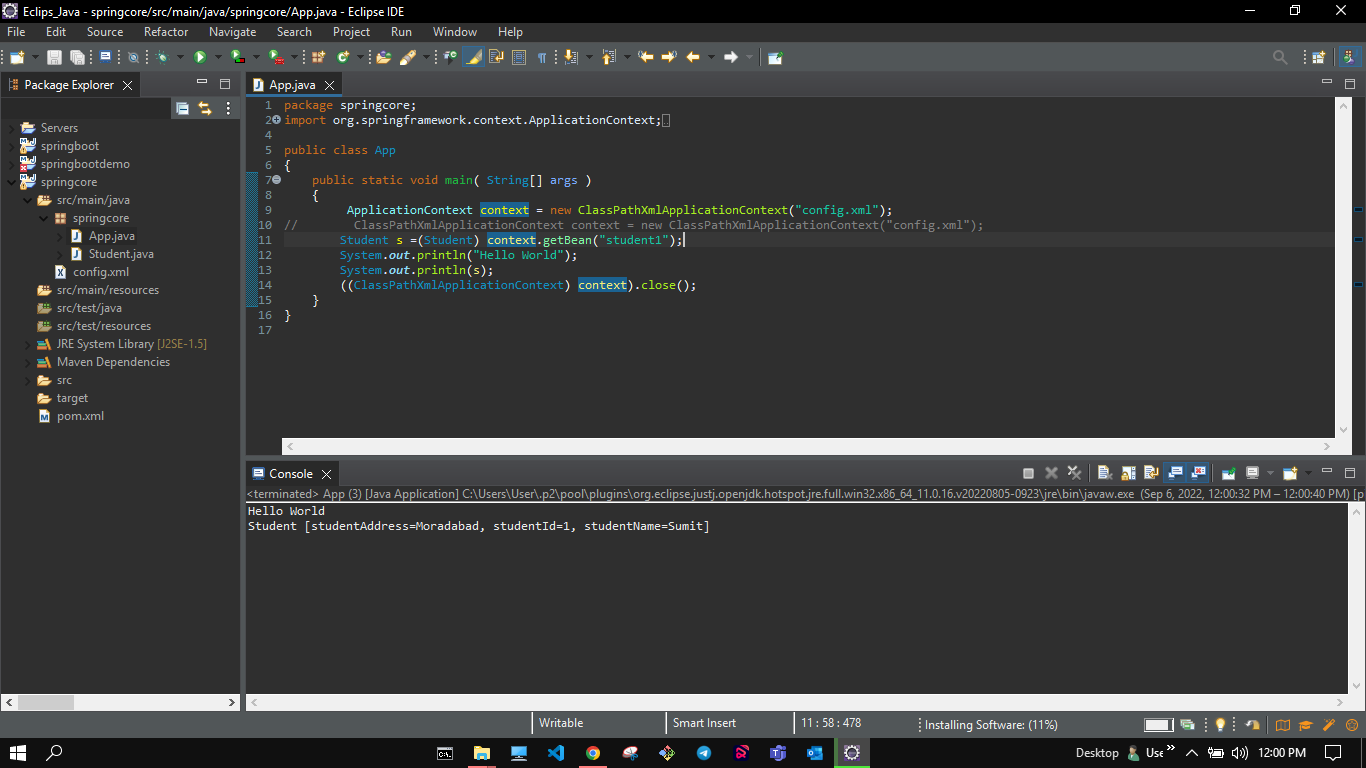 Eclips_Java - springcore/src/main/java/springcore/App.java - Eclipse IDE
File Edit Source Refactor Navigate Search Project Run Window Help
Package Explorer
Servers
springboot
springbootdemo
springcore
src/main/java
springcore
App.java
Student.java
config.xml
src/main/resources
src/test/java
src/test/resources
JRE System Library [J2SE-1.5]
Maven Dependencies
src
target
pom.xml
App.java
1 package springcore;
2 import org.springframework.context.ApplicationContext;
4
5 public class App
6 {
7 public static void main( String[] args )
8 {
9 ApplicationContext context = new ClassPathXmlApplicationContext("config.xml");
10 // ClassPathXmlApplicationContext context = new ClassPathXmlApplicationContext("config.xml");
11 Student s =(Student) context.getBean("student1");
12 System.out.println("Hello World");
13 System.out.println(s);
14 ((ClassPathXmlApplicationContext) context).close();
15 }
16 }
17
Console
<terminated> App (3) [Java Application] C:\Users\User\.p2\pool\plugins\org.eclipse.justj.openjdk.hotspot.jre.full.win32.x86_64_11.0.16.v20220805-0923\jre\bin\javaw.exe (Sep 6, 2022, 12:00:32 PM – 12:00:40 PM) [p
Hello World
Student [studentAddress=Moradabad, studentId=1, studentName=Sumit]
Writable Smart Insert 11 : 58 : 478 Installing Software: (11%)
Desktop Use 12:00 PM